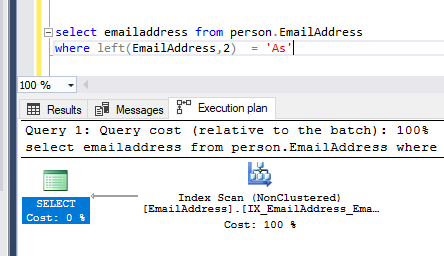 select emailaddress from person.EmailAddress
where left(EmailAddress,2)  = 'As'
100 %
Results Messages Execution plan
Query 1: Query cost (relative to the batch): 100%
select emailaddress from person.EmailAddress where
SELECT
Cost: 0 %
Index Scan (NonClustered)
[EmailAddress].[IX_EmailAddress_Ema…
Cost: 100 %